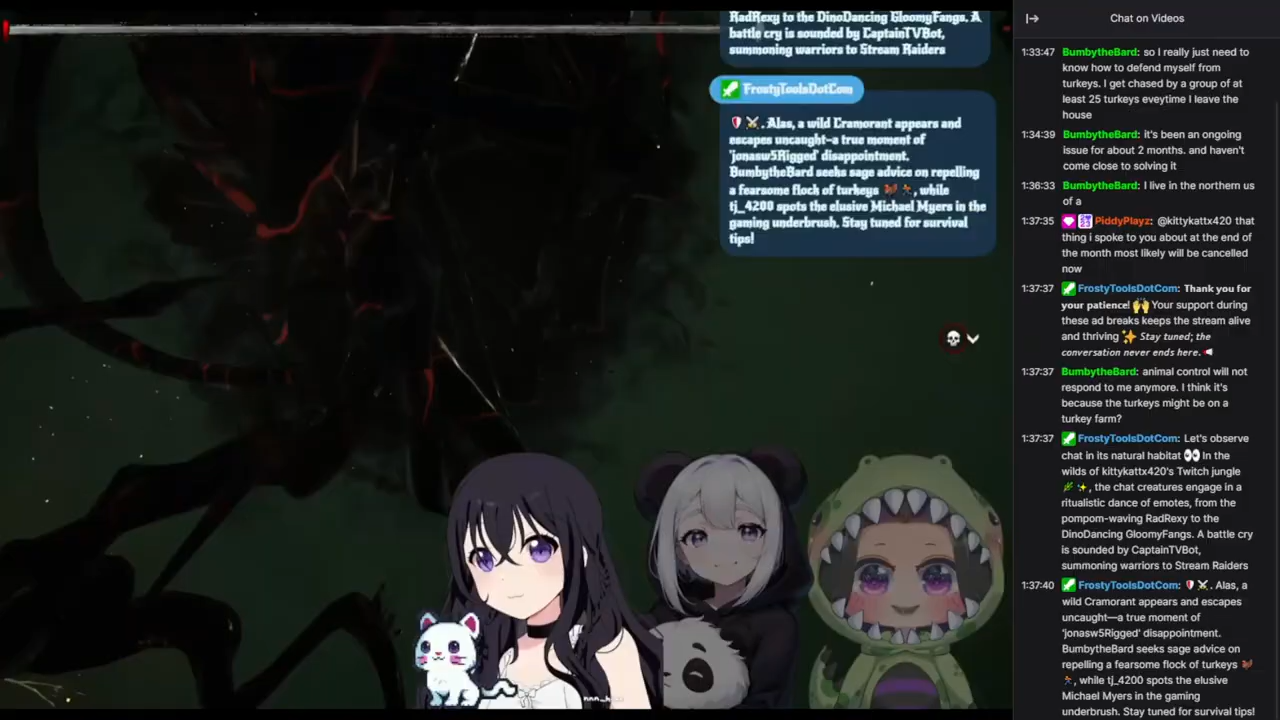 RadRexy to the DinoDancing GloomyFangs. A
battle cry is sounded by CaptainTVBot,
summoning warriors to Stream Raiders
FrostyToolsDotCom
. Alas, a wild Cramorant appears and
escapes uncaught—a true moment of
'jonasw5Rigged' disappointment.
BumbytheBard seeks sage advice on repelling
a fearsome flock of turkeys 🦃🏃, while
tj_4200 spots the elusive Michael Myers in the
gaming underbrush. Stay tuned for survival
tips!
Chat on Videos
1:33:47 BumbytheBard: so I really just need to
know how to defend myself from
turkeys. I get chased by a group of at
least 25 turkeys eveytime I leave the
house
1:34:39 BumbytheBard: it's been an ongoing
issue for about 2 months. and haven't
come close to solving it
1:36:33 BumbytheBard: I live in the northern us
of a
1:37:35 PiddyPlayz: @kittykattx420 that
thing i spoke to you about at the end of
the month most likely will be cancelled
now
1:37:37 FrostyToolsDotCom: Thank you for
your patience! 🙌 Your support during
these ad breaks keeps the stream alive
and thriving ✨ Stay tuned; the
conversation never ends here. 📢
1:37:37 BumbytheBard: animal control will not
respond to me anymore. I think it's
because the turkeys might be on a
turkey farm?
1:37:37 FrostyToolsDotCom: Let's observe
chat in its natural habitat 👀 In the
wilds of kittykattx420's Twitch jungle
🌿✨, the chat creatures engage in a
ritualistic dance of emotes, from the
pompom-waving RadRexy to the
DinoDancing GloomyFangs. A battle cry
is sounded by CaptainTVBot,
summoning warriors to Stream Raiders
1:37:40 FrostyToolsDotCom: 🛡⚔. Alas, a
wild Cramorant appears and escapes
uncaught—a true moment of
'jonasw5Rigged' disappointment.
BumbytheBard seeks sage advice on
repelling a fearsome flock of turkeys 🦃
🏃, while tj_4200 spots the elusive
Michael Myers in the gaming
underbrush. Stay tuned for survival tips!